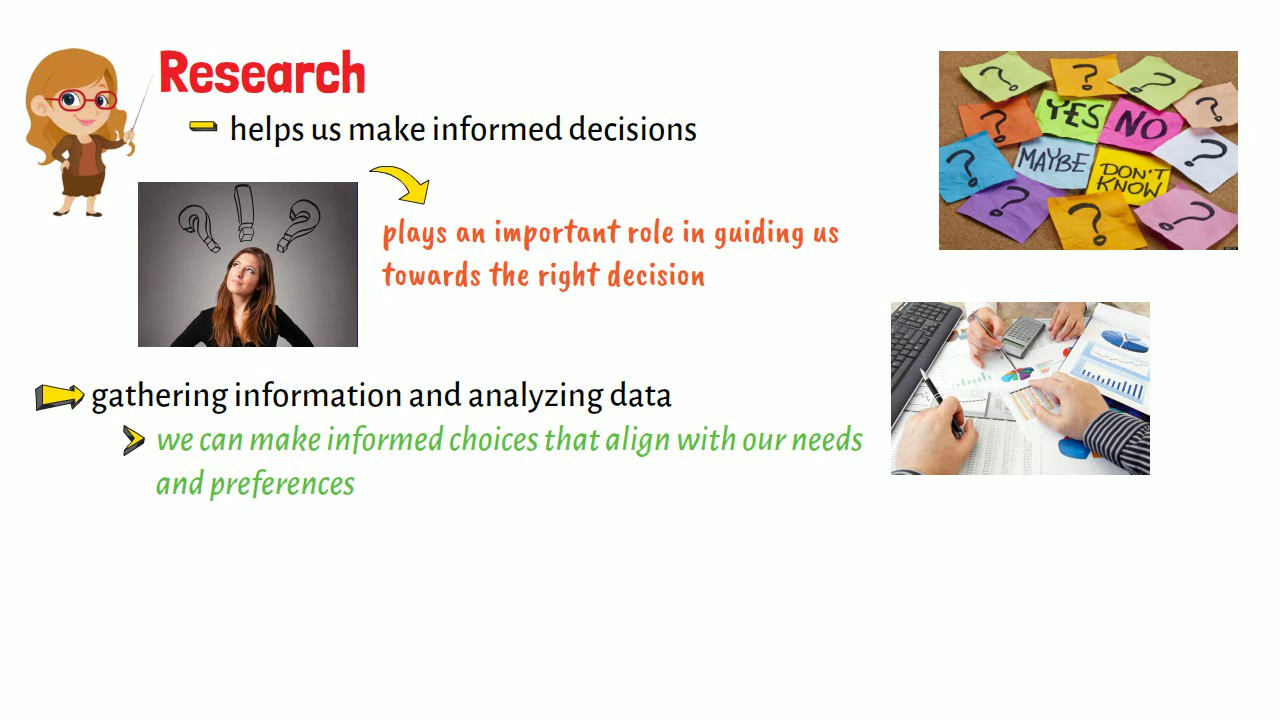 Research
helps us make informed decisions
plays an important role in guiding us
towards the right decision
gathering information and analyzing data
we can make informed choices that align with our needs
and preferences
? ? ?
? YES NO ?
? MAYBE DON'T KNOW ?
? ? ?
? ! ?